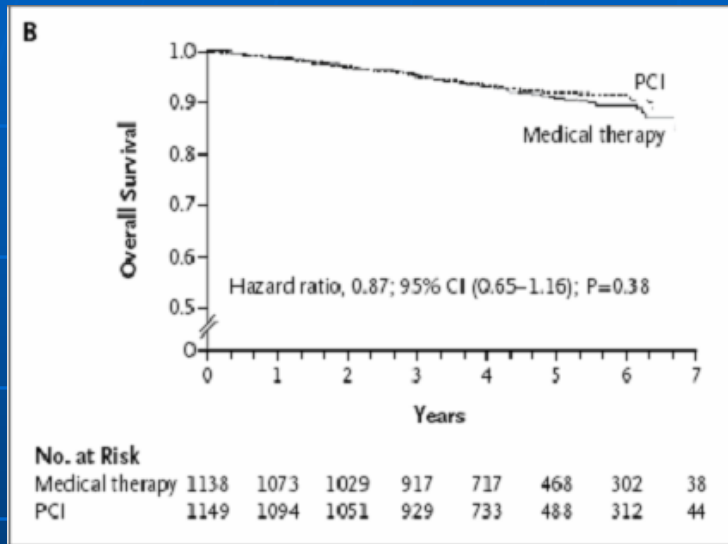 B
1.0
0.9
0.8
0.7
0.6
0.5
0
Overall Survival
PCI
Medical therapy
Hazard ratio, 0.87; 95% CI (0.65–1.16); P=0.38
0 1 2 3 4 5 6 7
Years
No. at Risk
Medical therapy 1138 1073 1029 917 717 468 302 38
PCI 1149 1094 1051 929 733 488 312 44